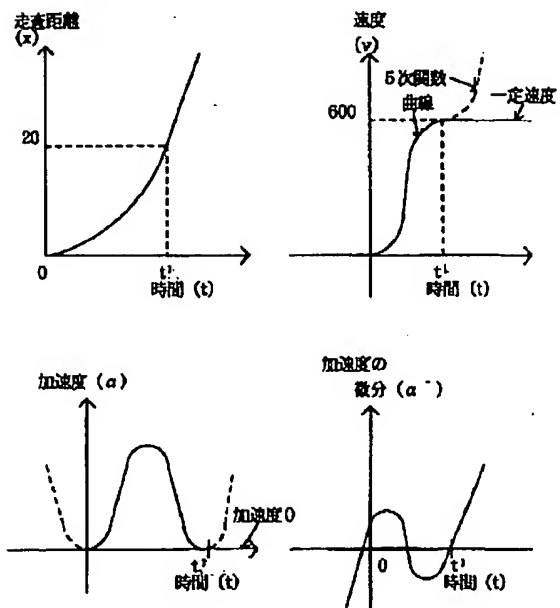 走査距離
(x)
20
0
t¹
時間 (t)
速度
(v)
5次関数
曲線
一定速度
600
t¹
時間 (t)
加速度 (α)
加速度0
t¹
時間 (t)
加速度の
微分 (α⁻)
0
t¹
時間 (t)